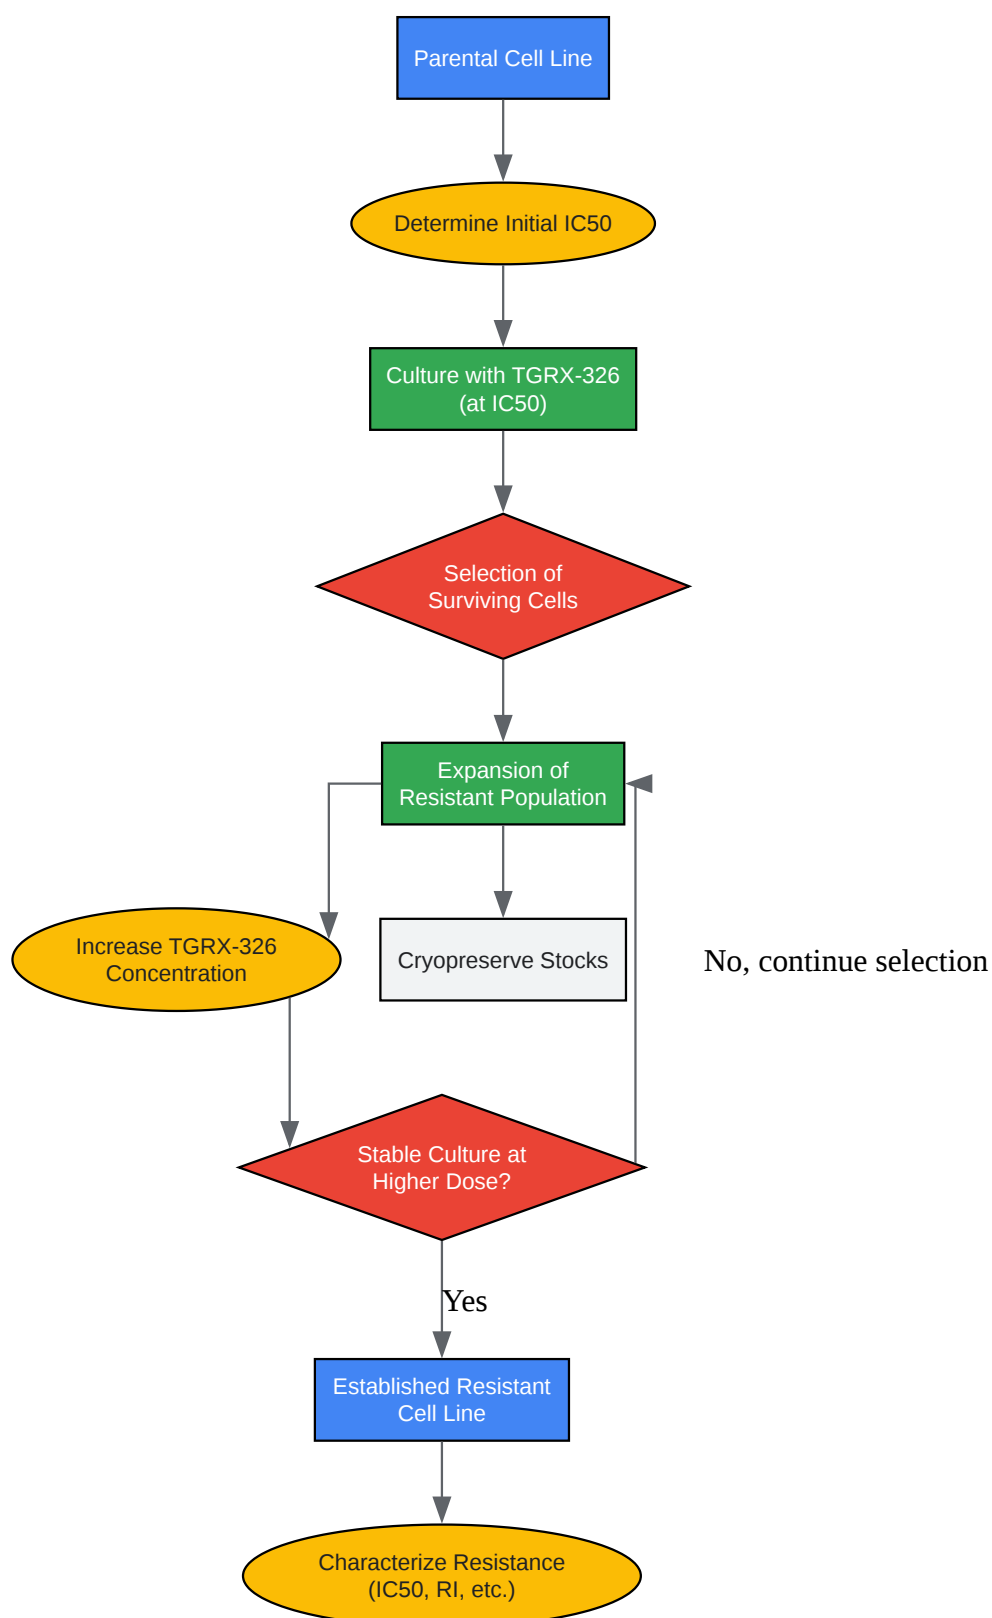 Parental Cell Line
Determine Initial IC50
Culture with TGRX-326
(at IC50)
Selection of
Surviving Cells
Expansion of
Resistant Population
Increase TGRX-326
Concentration
Cryopreserve Stocks
No, continue selection
Stable Culture at
Higher Dose?
Yes
Established Resistant
Cell Line
Characterize Resistance
(IC50, RI, etc.)